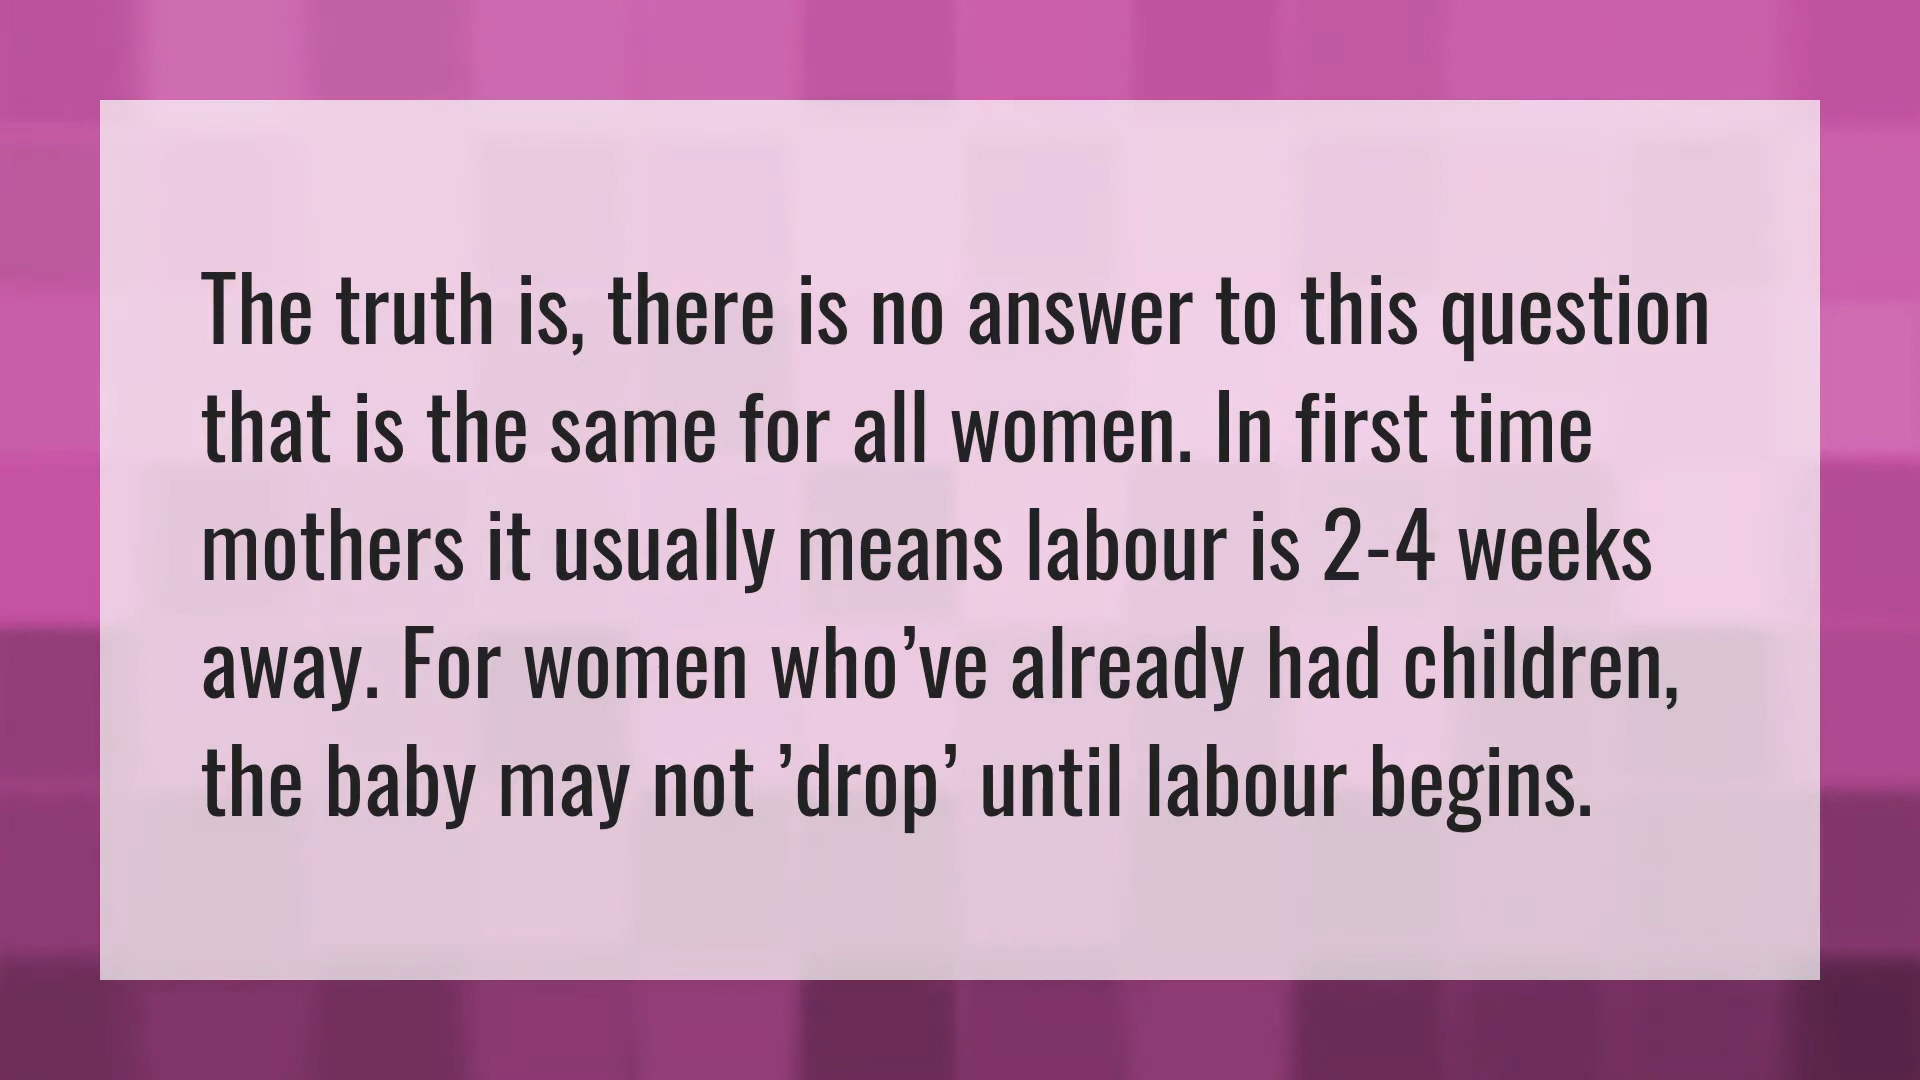 The truth is, there is no answer to this question
that is the same for all women. In first time
mothers it usually means labour is 2-4 weeks
away. For women who’ve already had children,
the baby may not ’drop’ until labour begins.